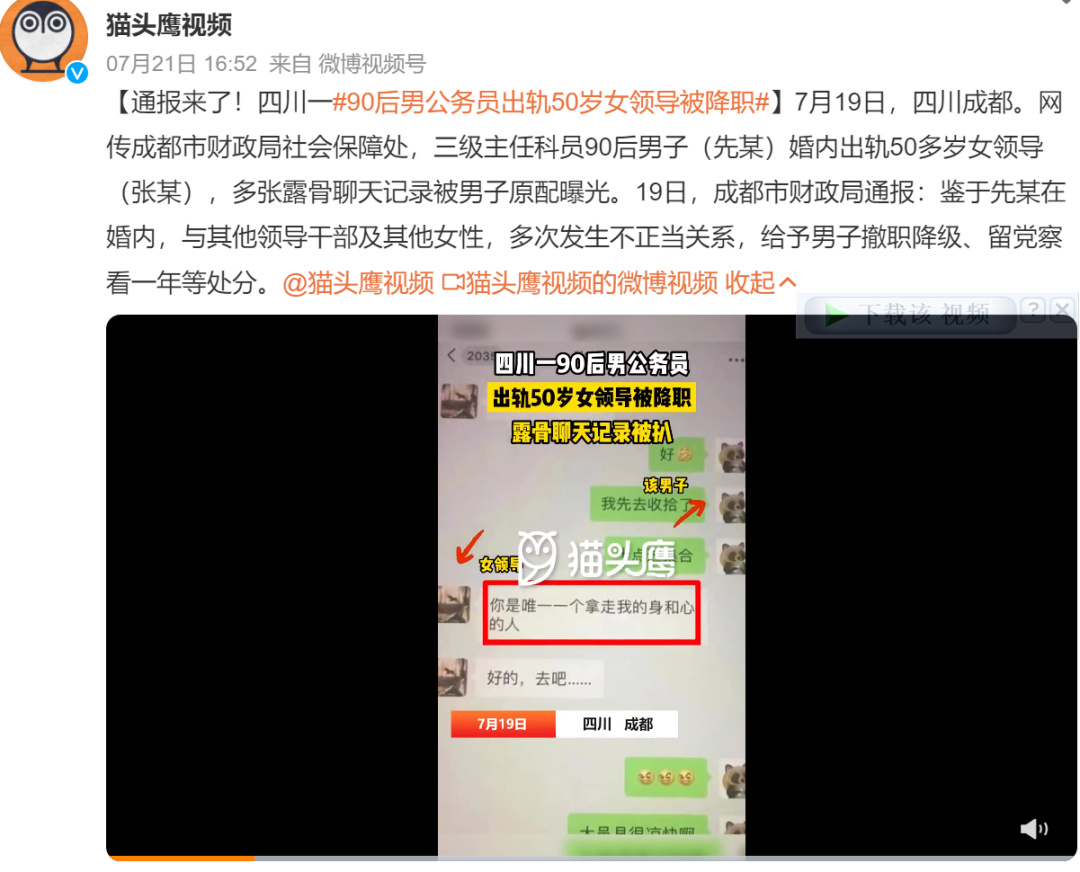 猫头鹰视频
07月21日 16:52 来自 微博视频号
【通报来了！四川一#90后男公务员出轨50岁女领导被降职#】7月19日，四川成都。网
传成都市财政局社会保障处，三级主任科员90后男子（先某）婚内出轨50多岁女领导
（张某），多张露骨聊天记录被男子原配曝光。19日，成都市财政局通报：鉴于先某在
婚内，与其他领导干部及其他女性，多次发生不正当关系，给予男子撤职降级、留党察
看一年等处分。@猫头鹰视频 猫头鹰视频的微博视频 收起
下载该 视频 ?
203
四川一90后男公务员
出轨50岁女领导被降职
露骨聊天记录被扒
好
该男子
我先去收拾了
合
女领导
猫头鹰
你是唯一一个拿走我的身和心
的人
好的，去吧......
7月19日 四川 成都